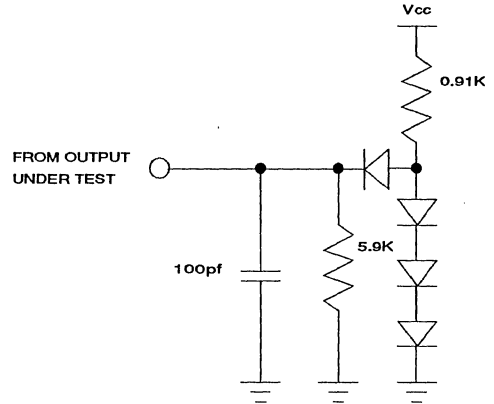 Vcc
0.91K
FROM OUTPUT
UNDER TEST
5.9K
100pf